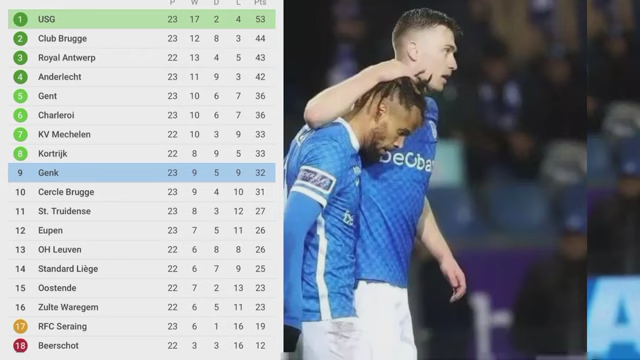 P W D L Pts
1 USG 23 17 2 4 53
2 Club Brugge 23 12 8 3 44
3 Royal Antwerp 22 13 4 5 43
4 Anderlecht 23 11 9 3 42
5 Gent 23 10 6 7 36
6 Charleroi 23 10 6 7 36
7 KV Mechelen 22 10 3 9 33
8 Kortrijk 22 8 9 5 33
9 Genk 23 9 5 9 32
10 Cercle Brugge 23 9 4 10 31
11 St. Truidense 23 8 3 12 27
12 Eupen 23 7 5 11 26
13 OH Leuven 22 6 8 8 26
14 Standard Liège 22 6 7 9 25
15 Oostende 22 7 2 13 23
16 Zulte Waregem 22 6 5 11 23
17 RFC Seraing 23 6 1 16 19
18 Beerschot 22 3 3 16 12
beobank